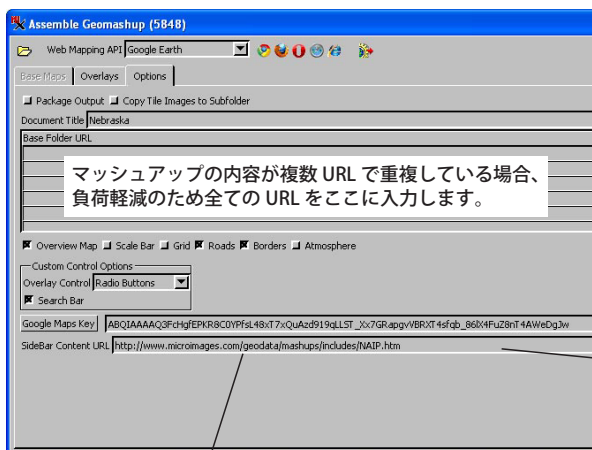 Assemble Geomashup (5848)
Web Mapping API Google Earth
Base Maps Overlays Options
Package Output Copy Tile Images to Subfolder
Document Title Nebraska
Base Folder URL
マッシュアップの内容が複数 URL で重複している場合、
負荷軽減のため全ての URL をここに入力します。
Overview Map Scale Bar Grid Roads Borders Atmosphere
Custom Control Options
Overlay Control Radio Buttons
Search Bar
Google Maps Key
SideBar Content URL http://www.microimages.com/geodata/mashups/includes/NAIP.htm